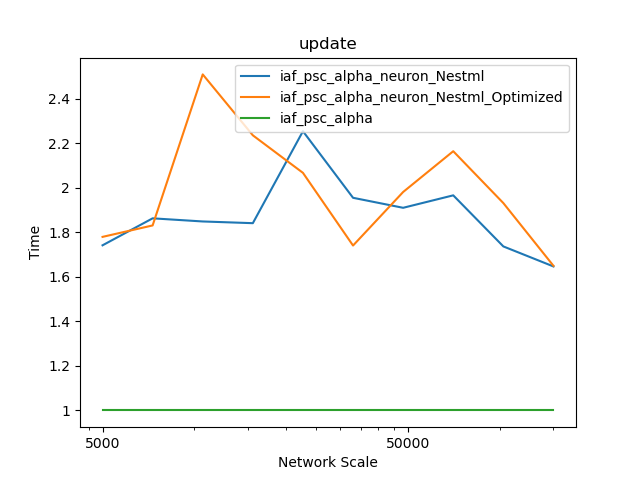 update
iaf_psc_alpha_neuron_Nestml
iaf_psc_alpha_neuron_Nestml_Optimized
iaf_psc_alpha
Time
2.4
2.2
2
1.8
1.6
1.4
1.2
1
5000
50000
Network Scale